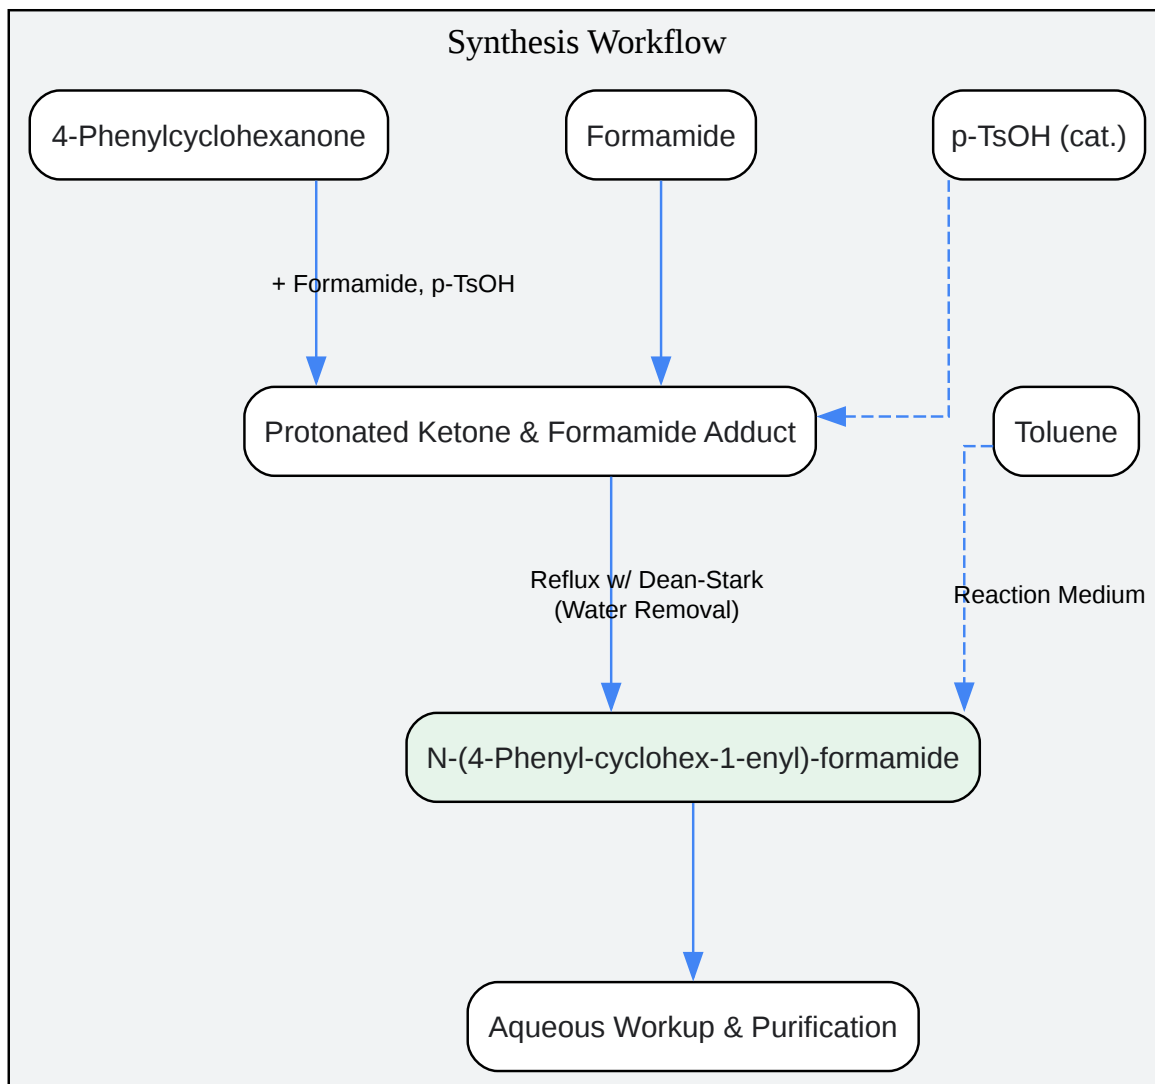 Synthesis Workflow
4-Phenylcyclohexanone
Formamide
p-TsOH (cat.)
+ Formamide, p-TsOH
Protonated Ketone & Formamide Adduct
Toluene
Reflux w/ Dean-Stark
(Water Removal)
Reaction Medium
N-(4-Phenyl-cyclohex-1-enyl)-formamide
Aqueous Workup & Purification